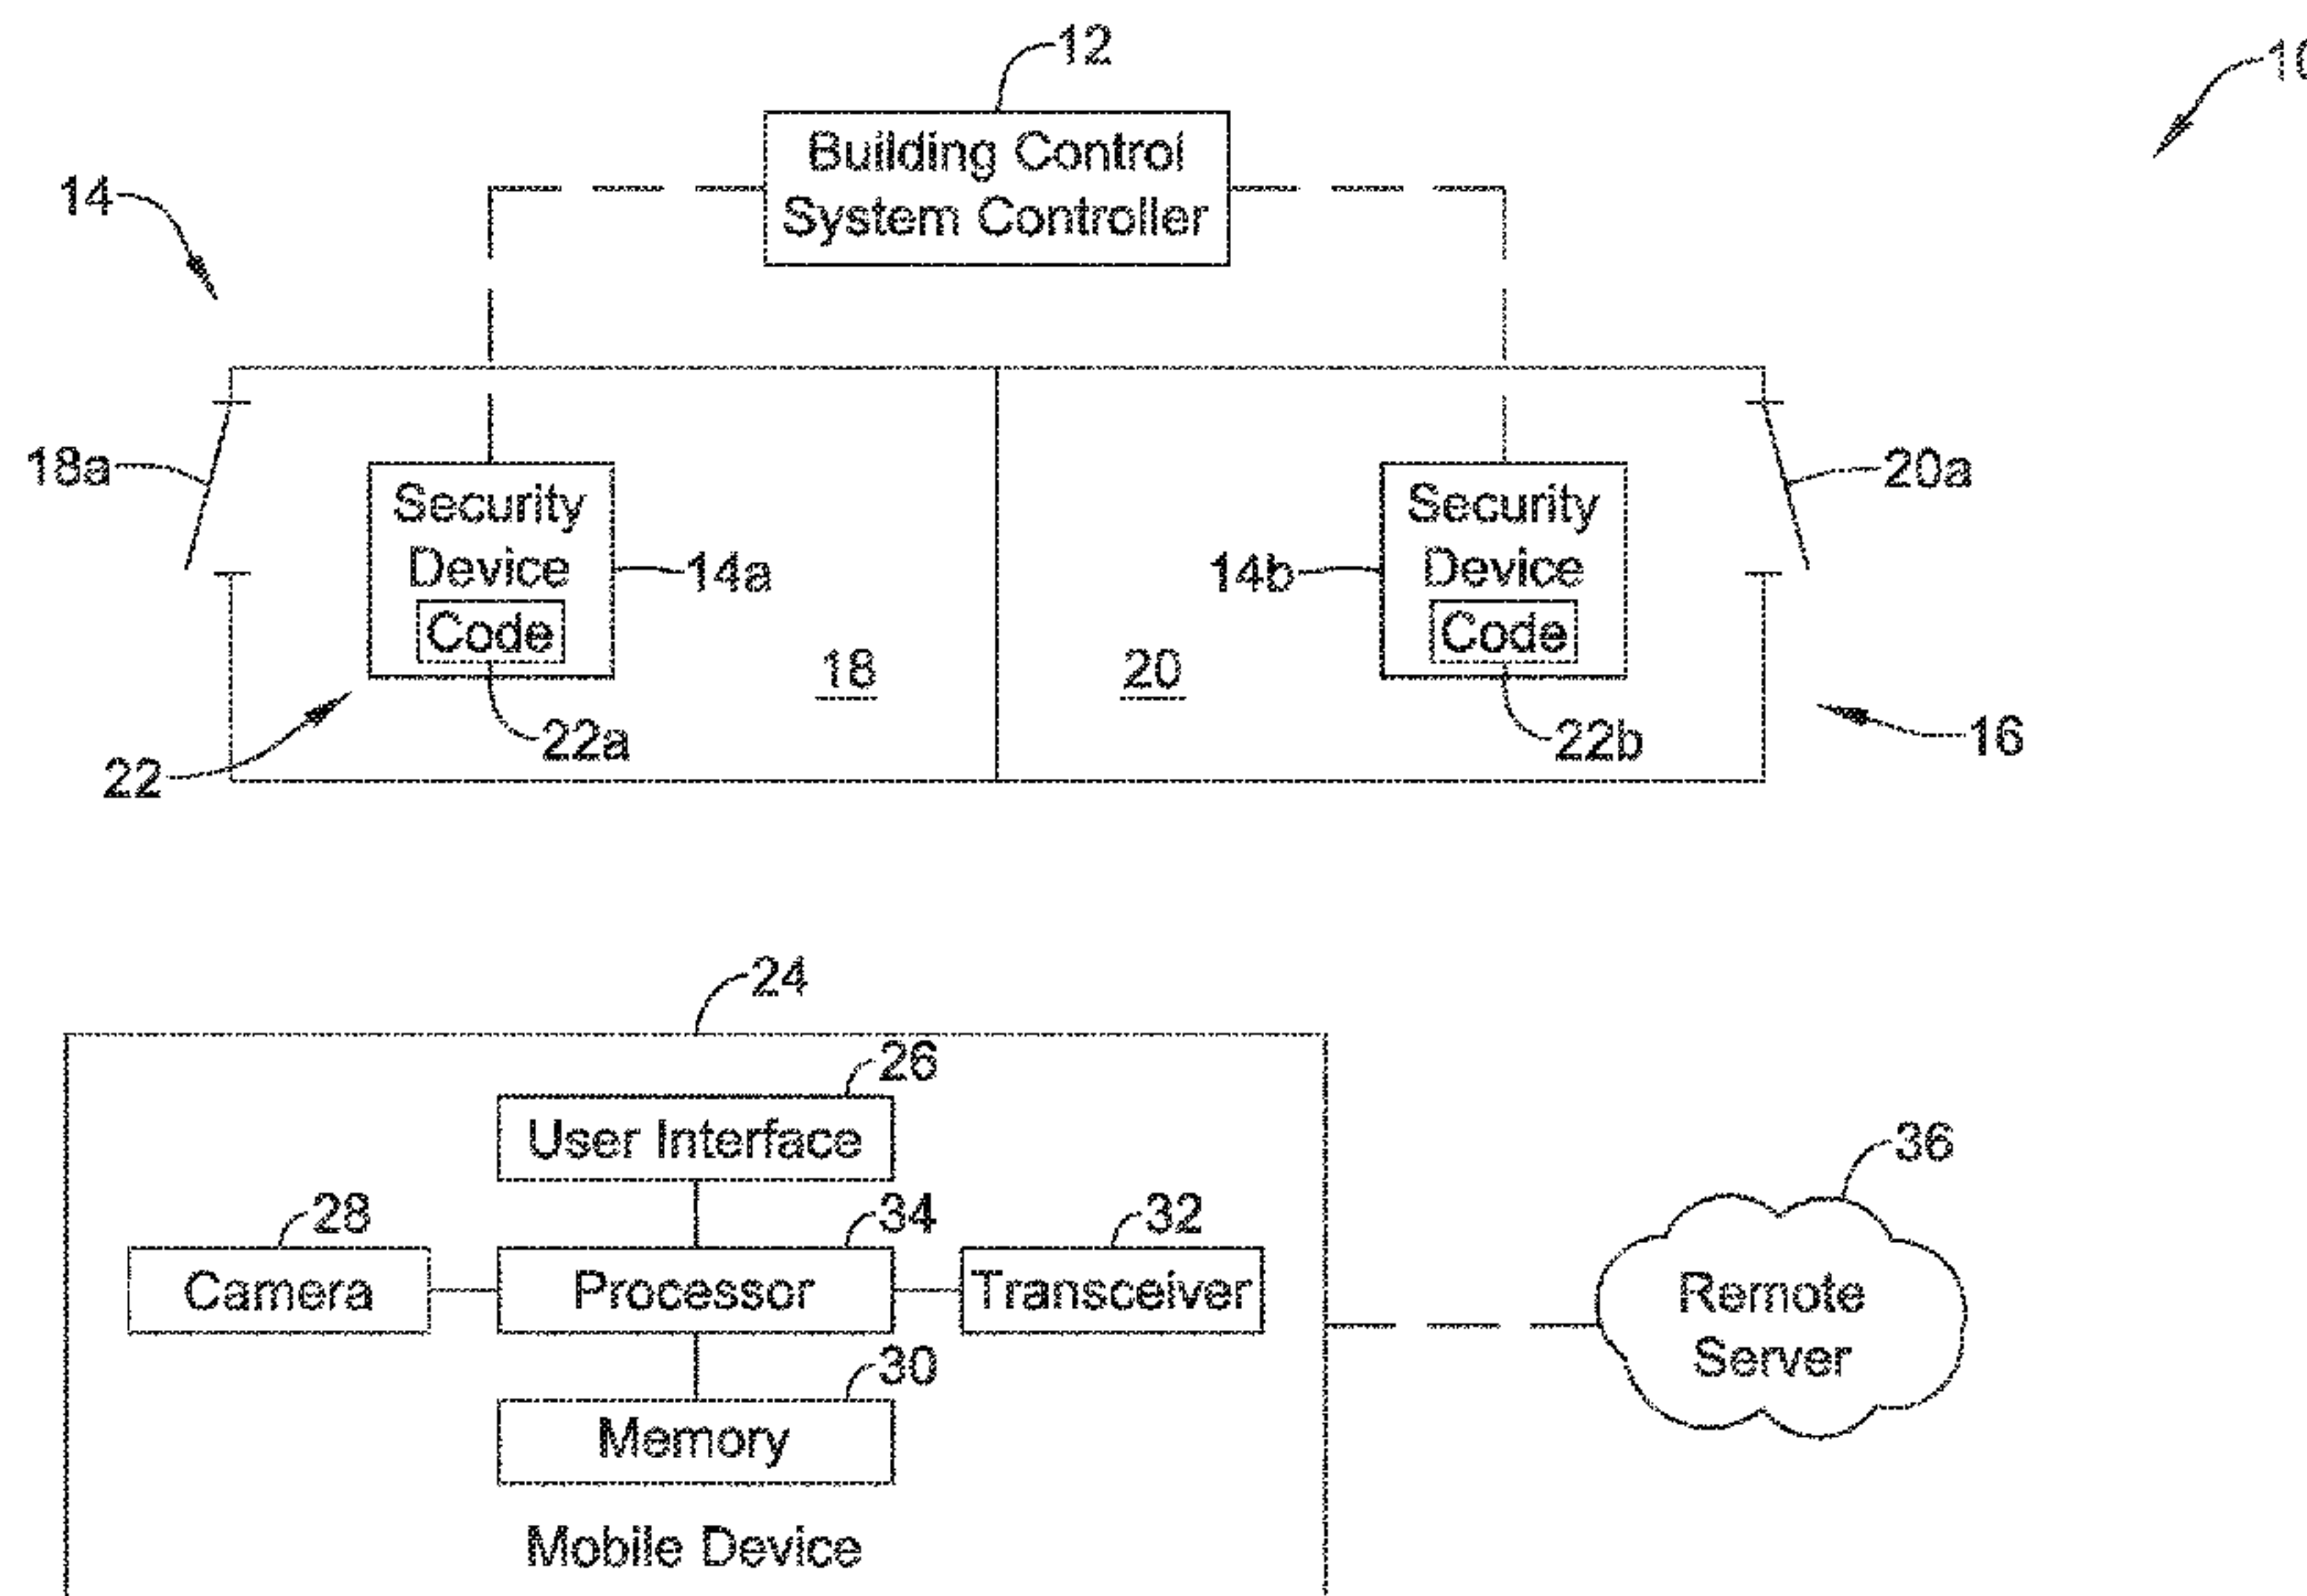 12
10
Building Control
System Controller
14
18a
Security
Device
Code
14a
18
22a
22
14b
Security
Device
Code
20
22b
20a
16
24
26
User Interface
28
34
32
Camera
Processor
Transceiver
30
Memory
Mobile Device
36
Remote
Server